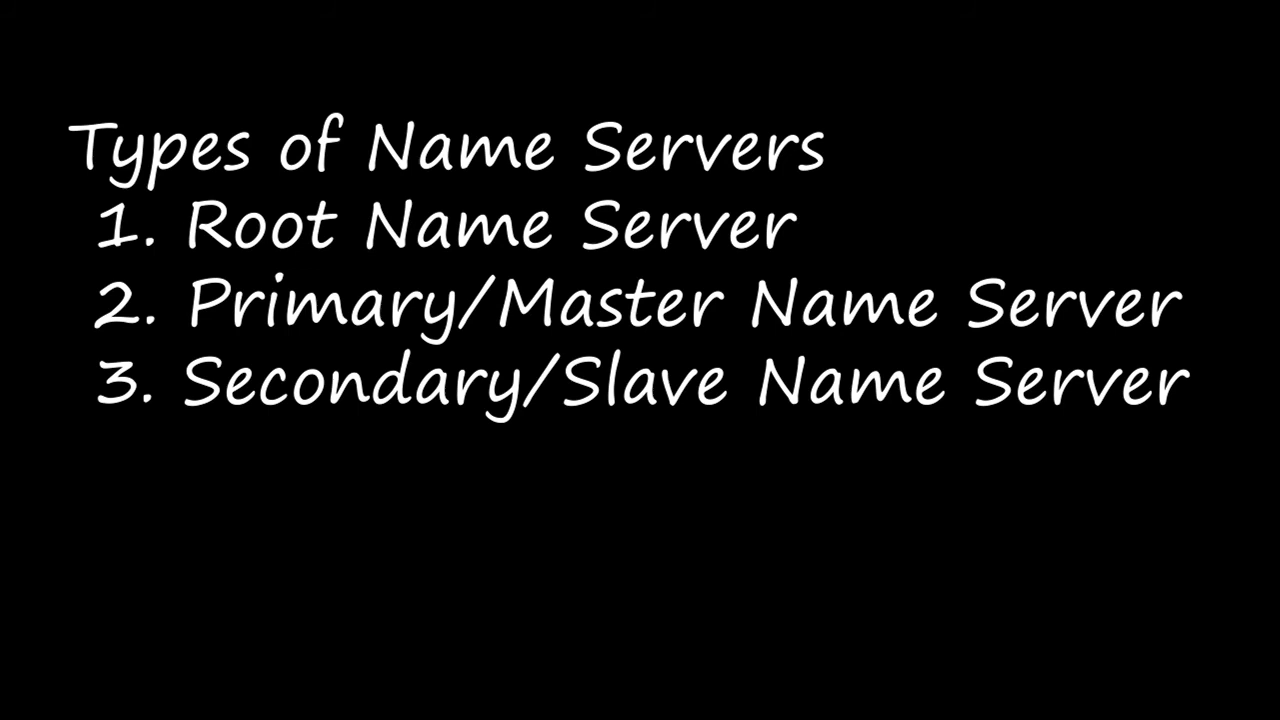 Types of Name Servers
1. Root Name Server
2. Primary/Master Name Server
3. Secondary/Slave Name Server